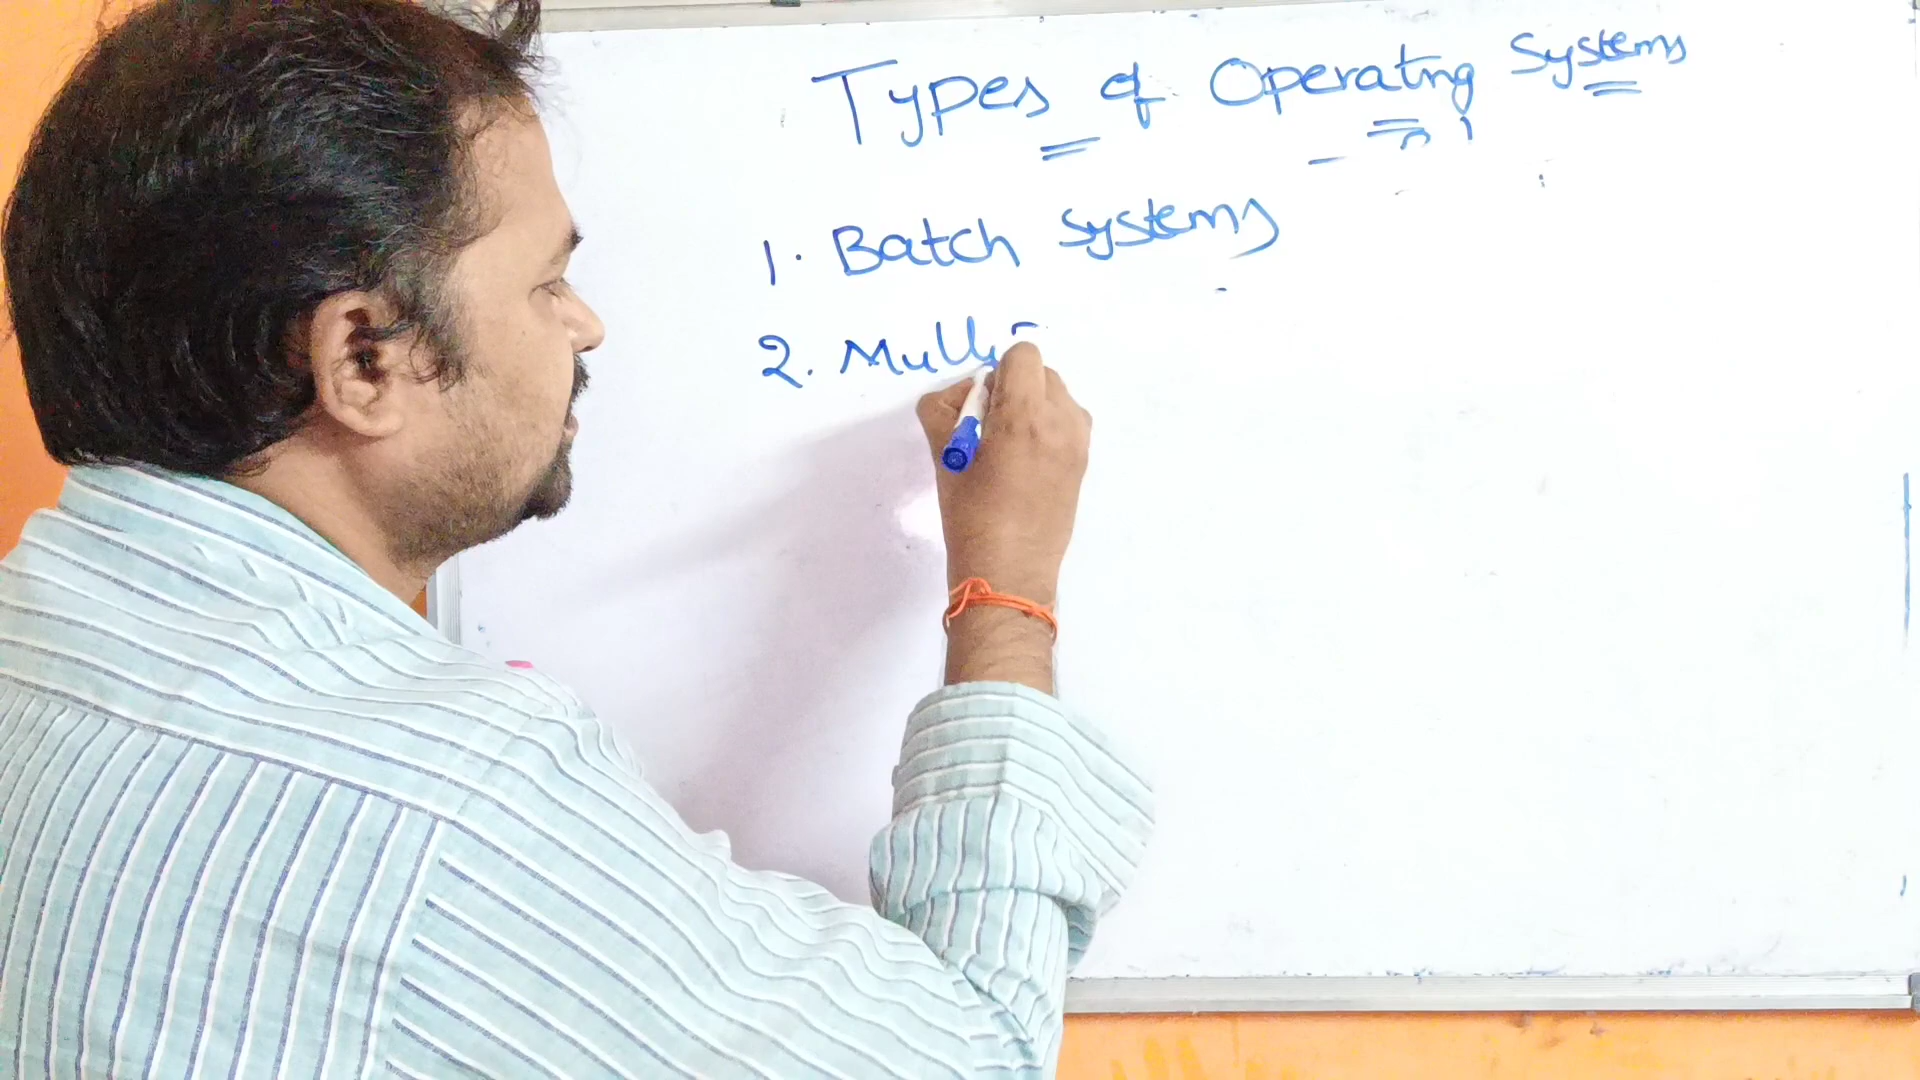 Types of Operating Systems
1. Batch Systems
2. Multi